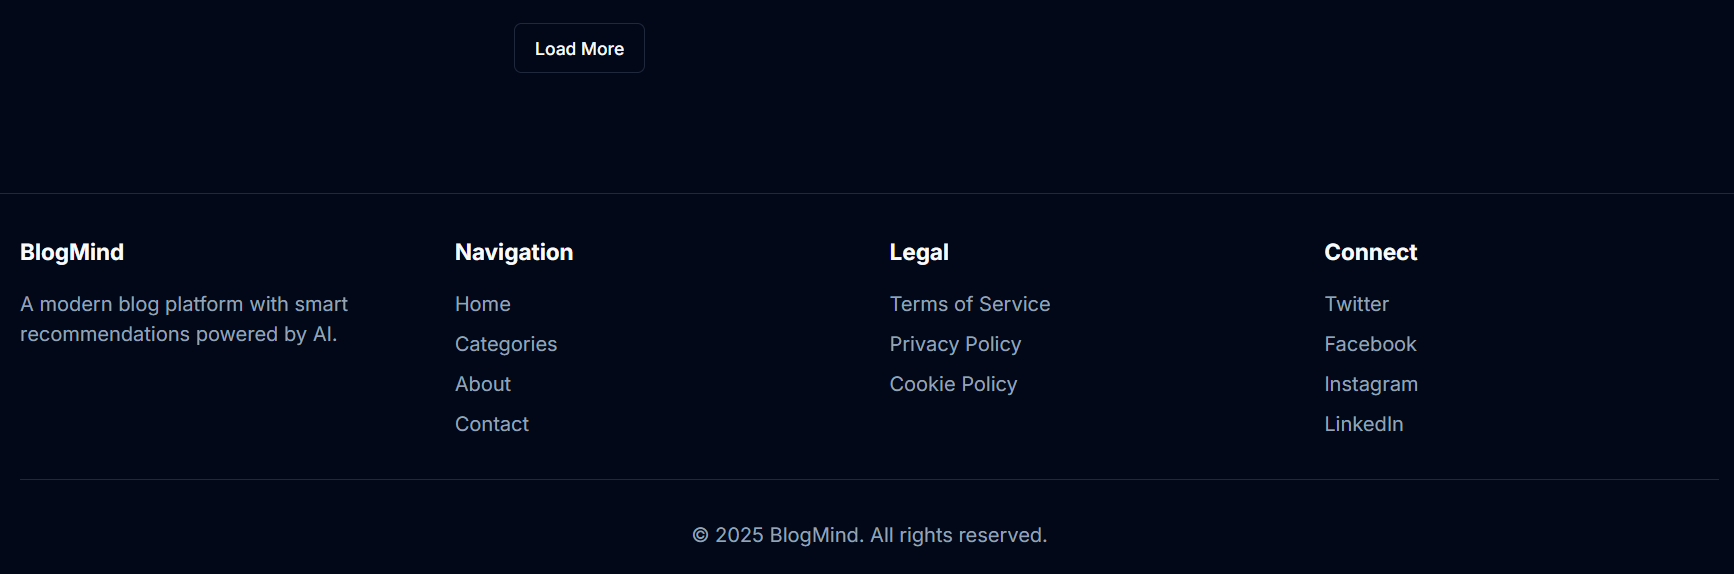 Load More
BlogMind
A modern blog platform with smart
recommendations powered by AI.
Navigation
Home
Categories
About
Contact
Legal
Terms of Service
Privacy Policy
Cookie Policy
Connect
Twitter
Facebook
Instagram
LinkedIn
© 2025 BlogMind. All rights reserved.